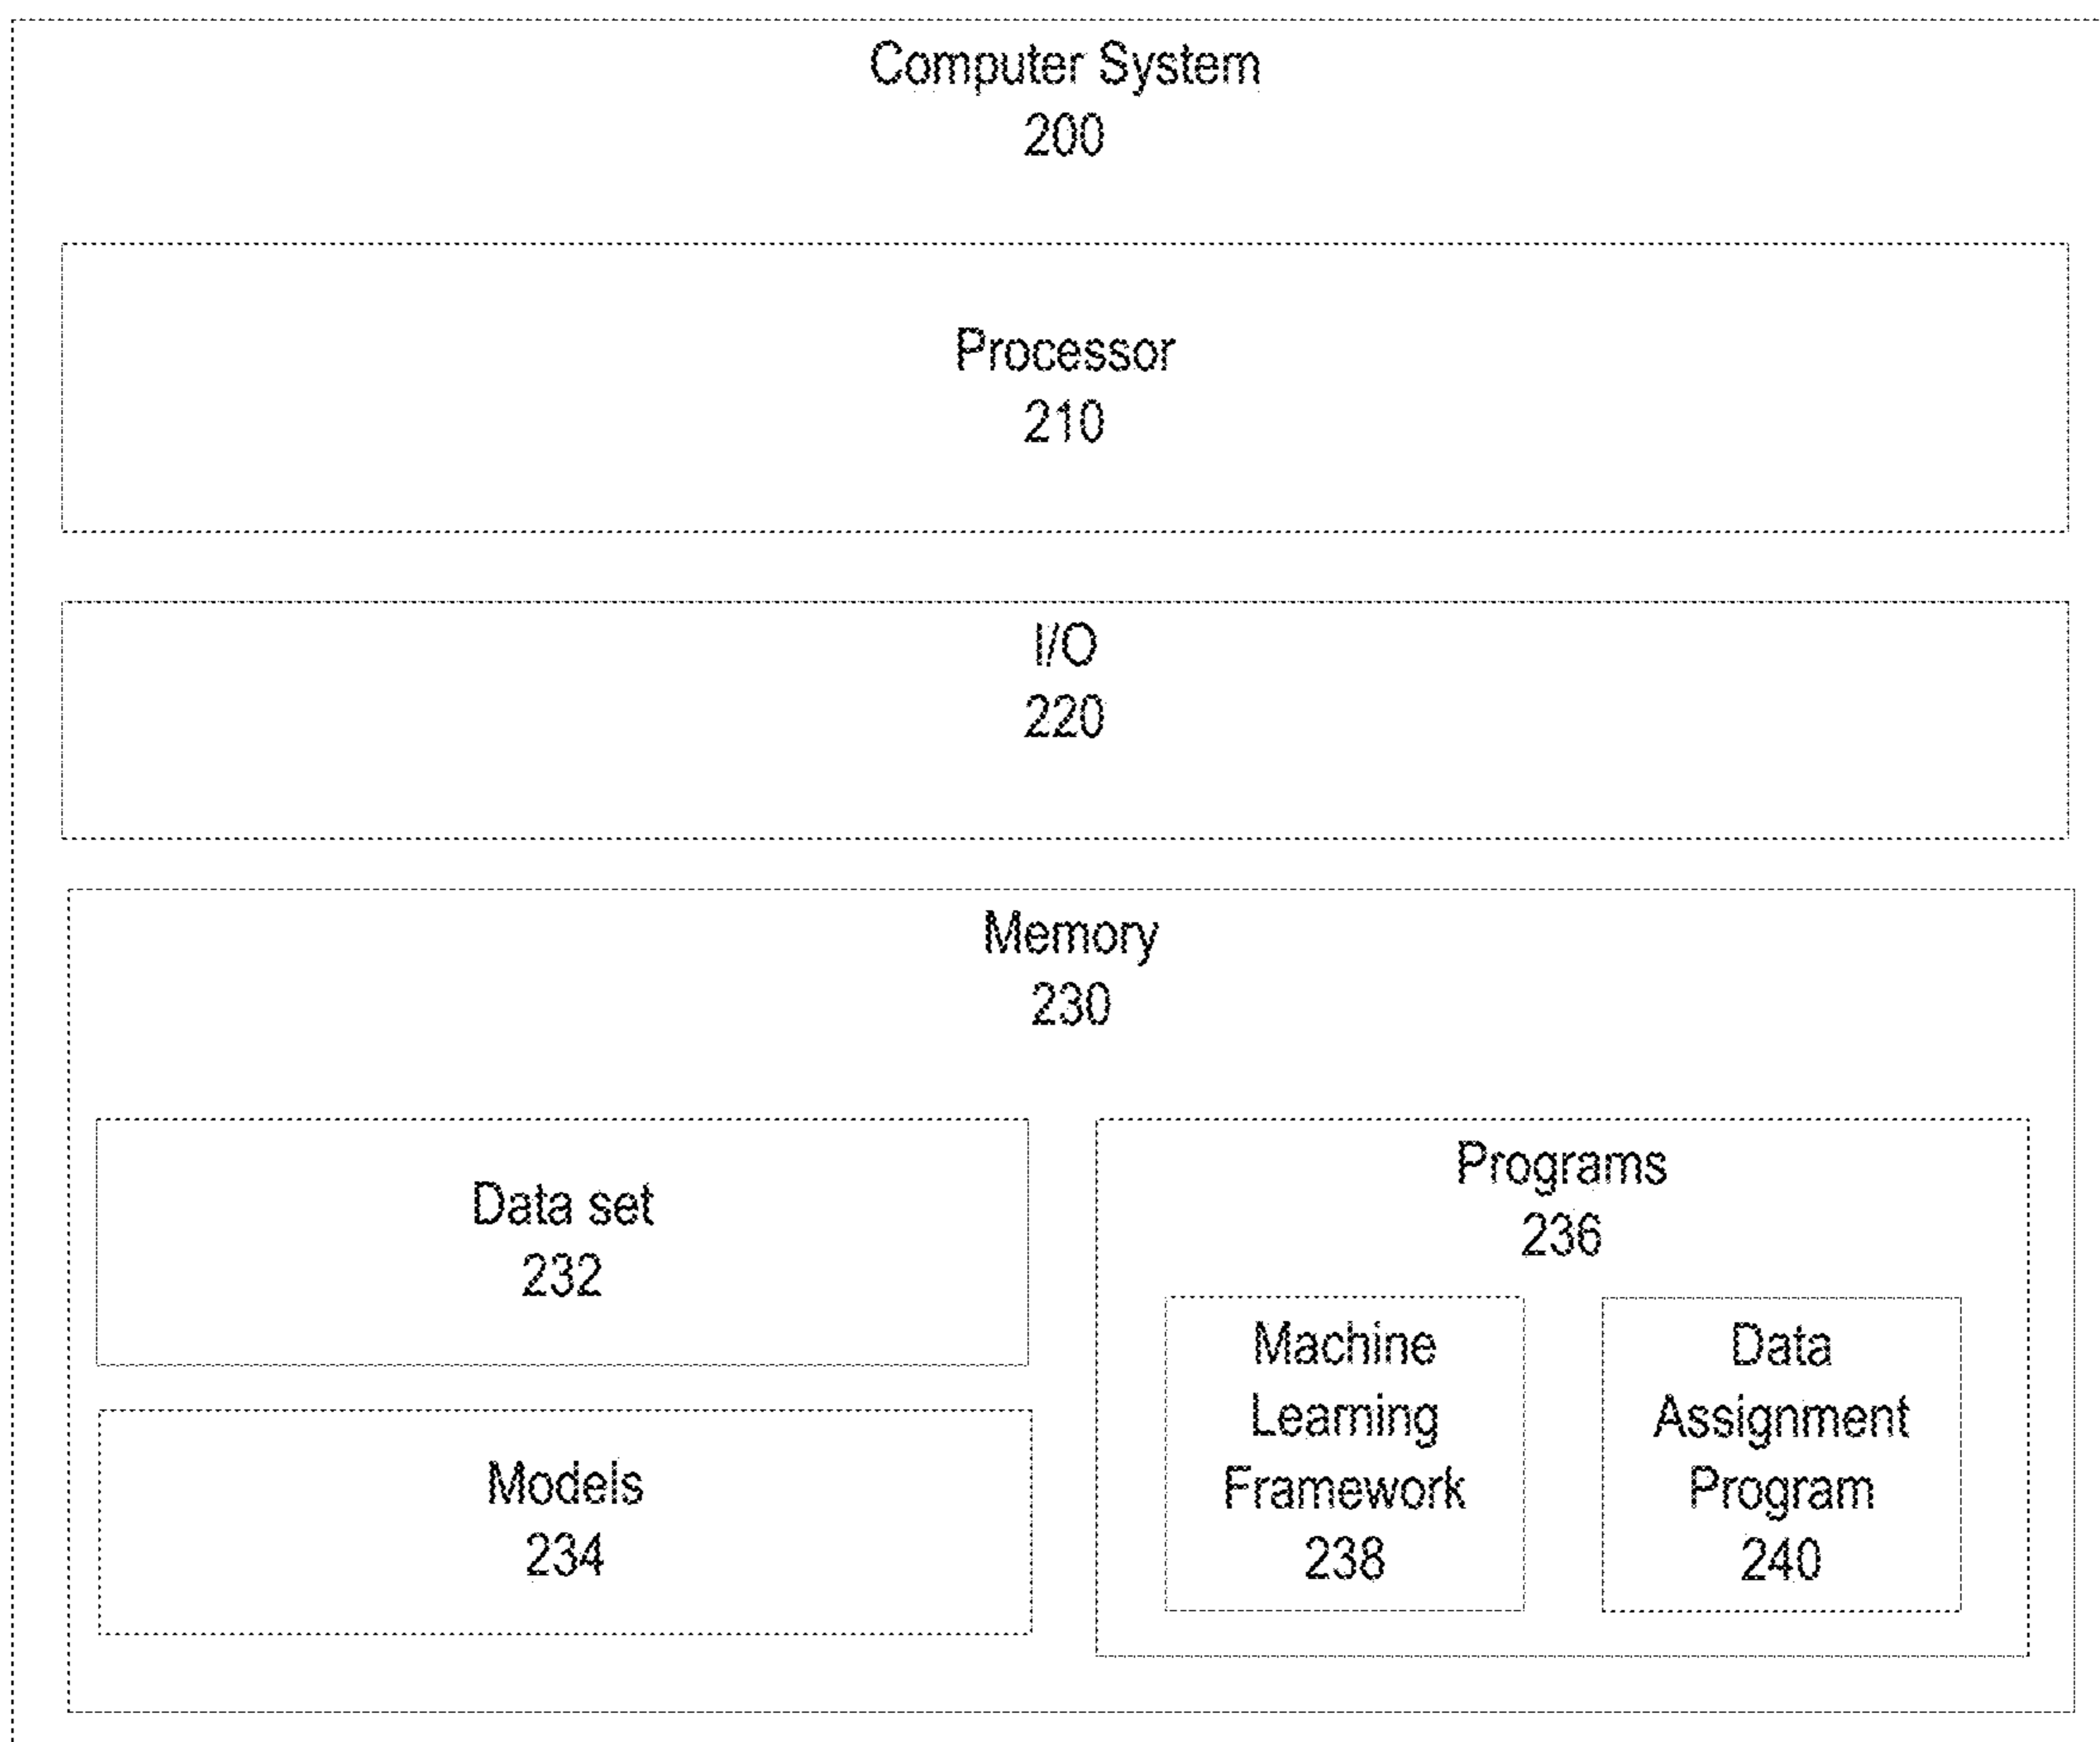 Computer System
200
Processor
210
I/O
220
Memory
230
Data set
232
Models
234
Programs
236
Machine
Learning
Framework
238
Data
Assignment
Program
240